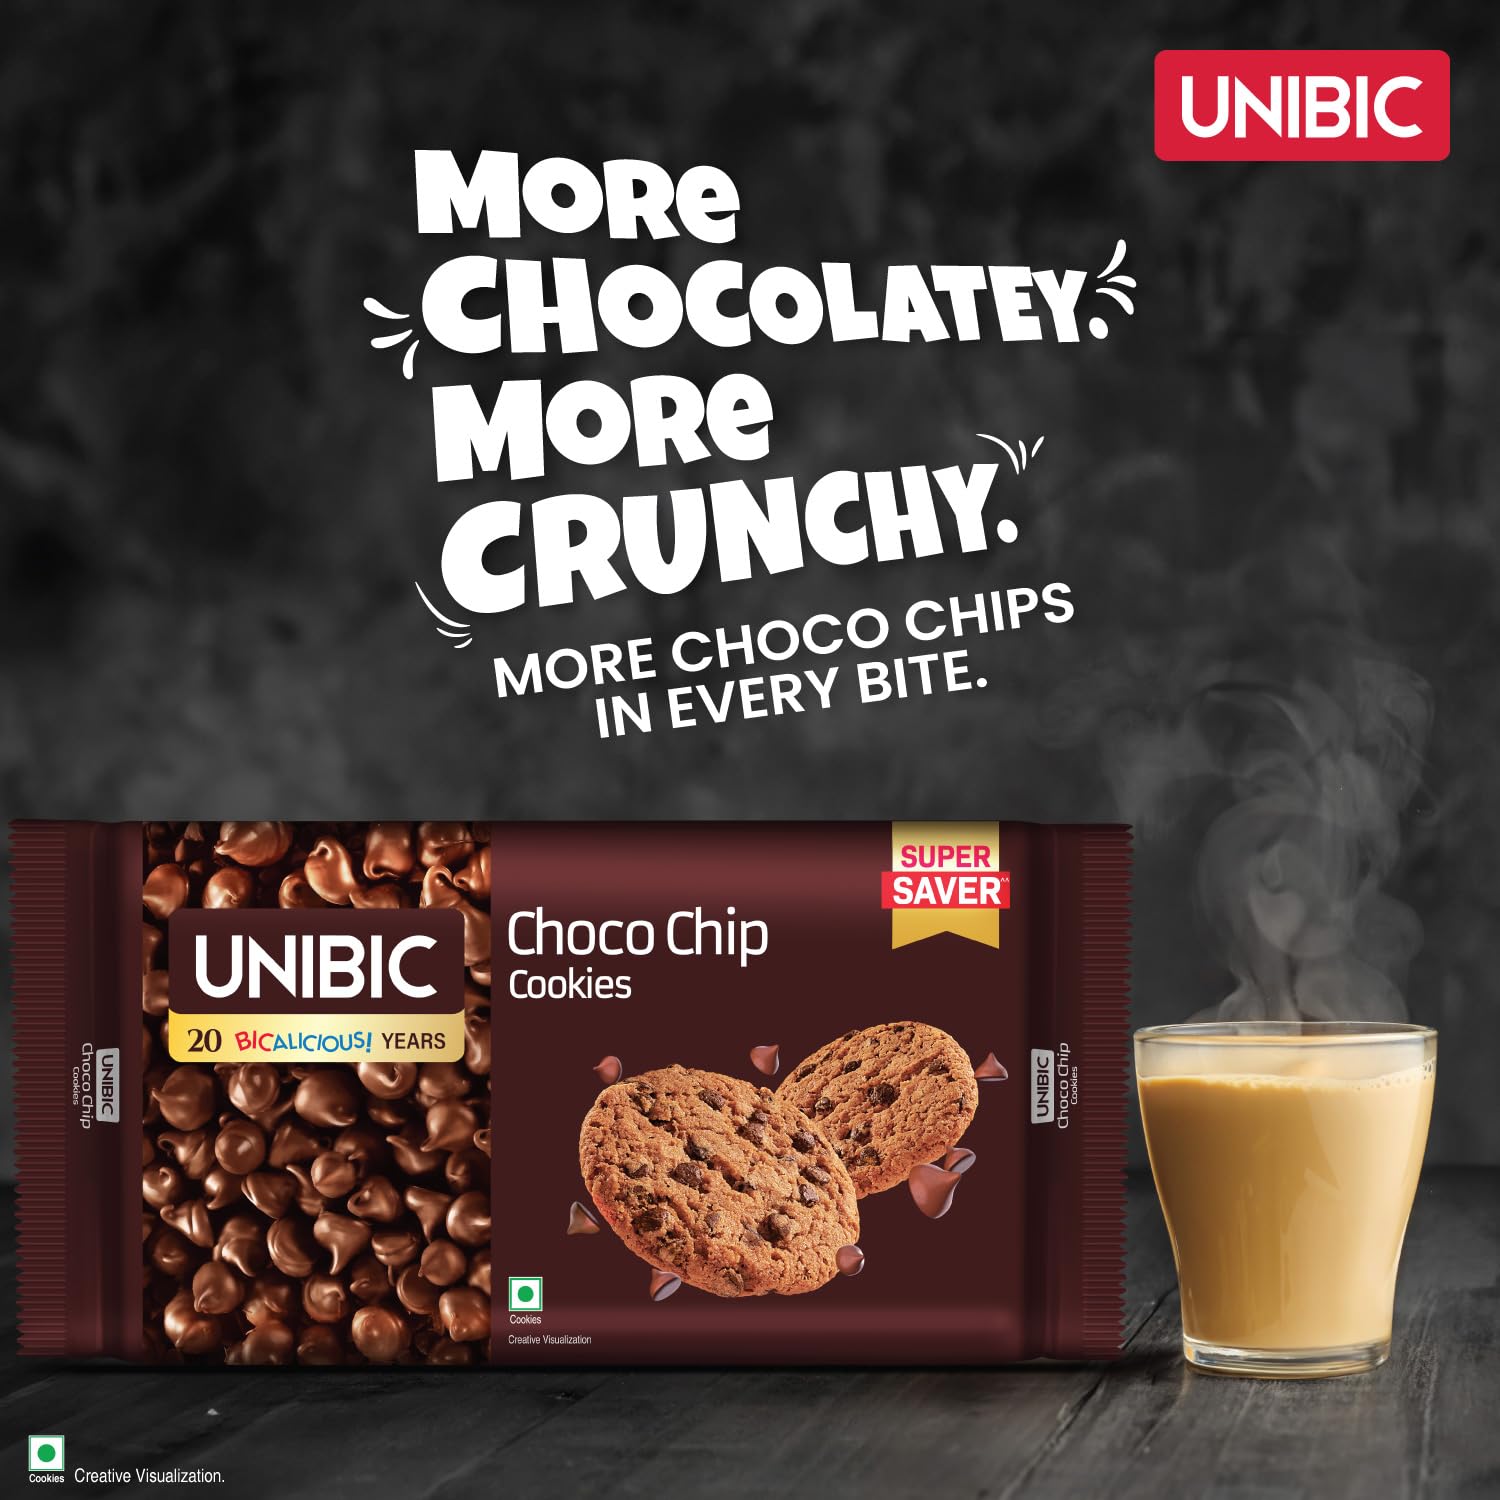 UNIBIC
MORe
CHOCOLATEY.
MORe
CRUNCHY.
MORE CHOCO CHIPS
IN EVERY BITE.
SUPER
SAVER^^
Choco Chip
Cookies
UNIBIC
20 BICALICIOUS! YEARS
UNIBIC
Choco Chip
Cookies
UNIBIC
Choco Chip
Cookies
Cookies
Creative Visualization
Cookies Creative Visualization.